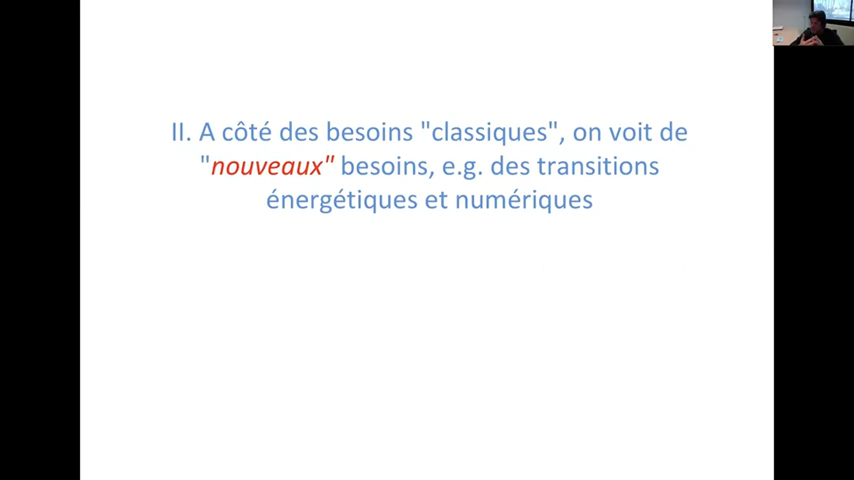 II. A côté des besoins "classiques", on voit de
"nouveaux" besoins, e.g. des transitions
énergétiques et numériques